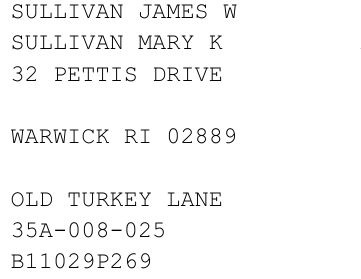 SULLIVAN JAMES W
SULLIVAN MARY K
32 PETTIS DRIVE
WARWICK RI 02889
OLD TURKEY LANE
35A-008-025
B11029P269